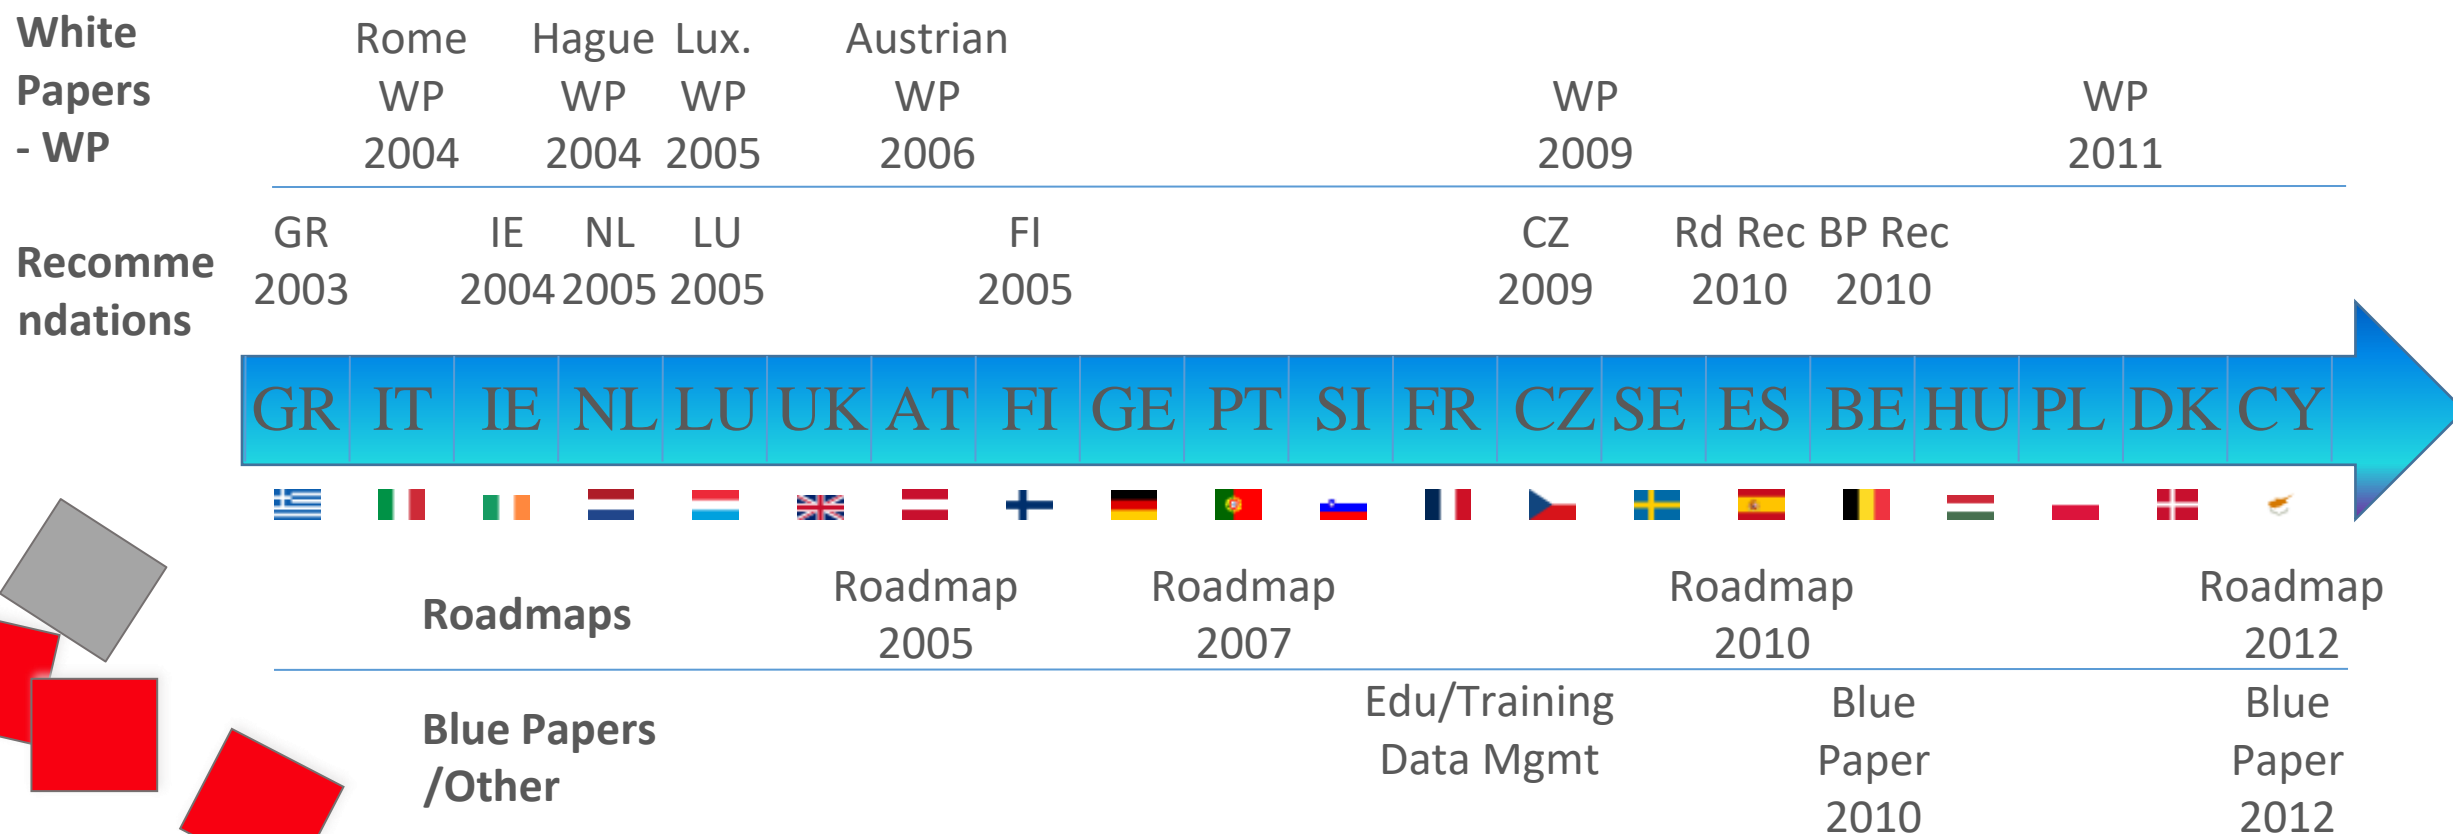 White
Papers
- WP
Rome
WP
2004
Hague
WP
2004
Lux.
WP
2005
Austrian
WP
2006
WP
2009
WP
2011
Recomme
ndations
GR
2003
IE
2004
NL
2005
LU
2005
FI
2005
CZ
2009
Rd Rec
2010
BP Rec
2010
GR IT IE NL LU UK AT FI GE PT SI FR CZ SE ES BE HU PL DK CY
Roadmaps
Roadmap
2005
Roadmap
2007
Roadmap
2010
Roadmap
2012
Blue Papers
/Other
Edu/Training
Data Mgmt
Blue
Paper
2010
Blue
Paper
2012